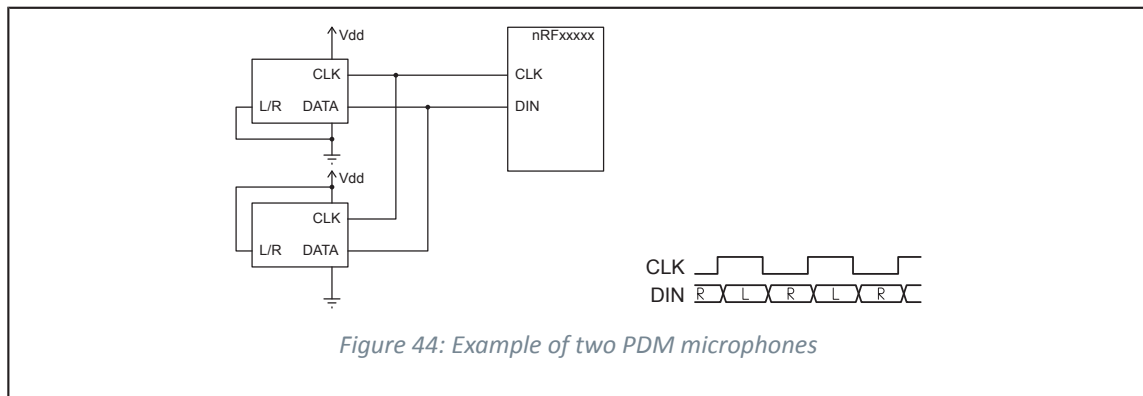 Vdd
nRFxxxxx
CLK
CLK
L/R DATA
DIN
Vdd
CLK
L/R DATA
CLK
DIN R L R L R
Figure 44: Example of two PDM microphones